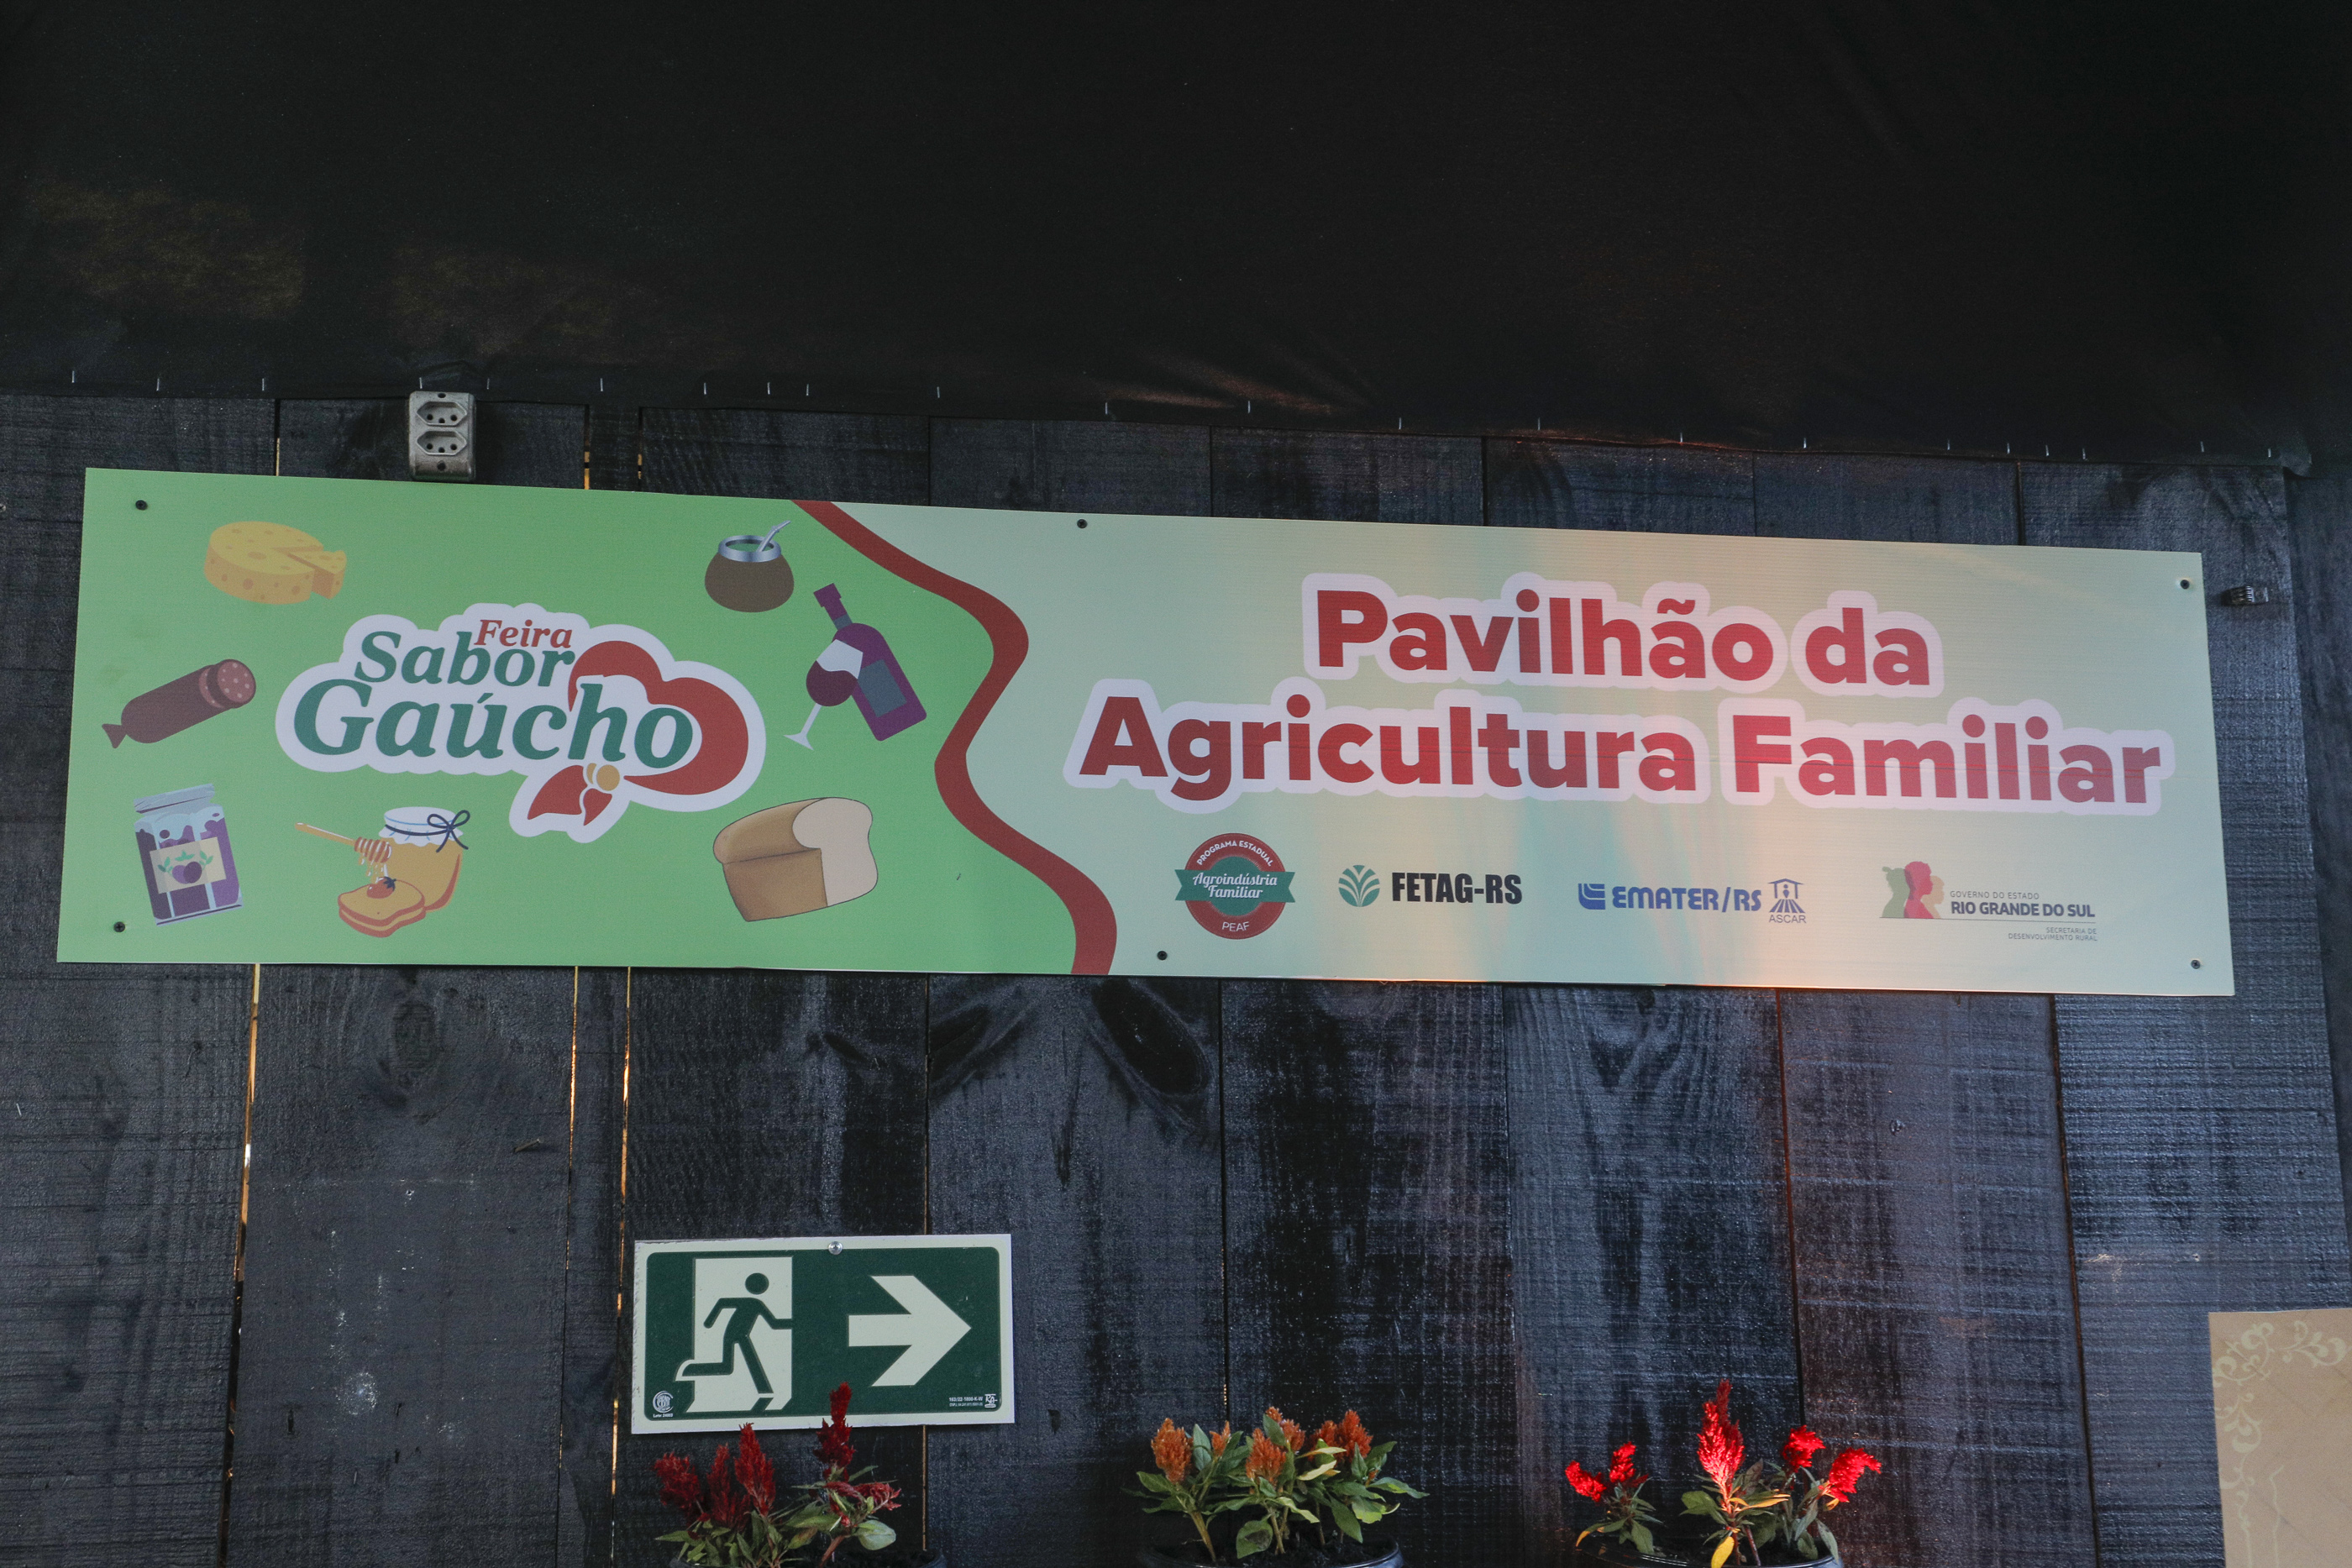 Feira
Sabor
Gaúcho
Pavilhão da
Agricultura Familiar
PROGRAMA ESTADUAL
Agroindústria
Familiar
PEAF
FETAG-RS
EMATER/RS
ASCAR
GOVERNO DO ESTADO
RIO GRANDE DO SUL
SECRETARIA DE
DESENVOLVIMENTO RURAL